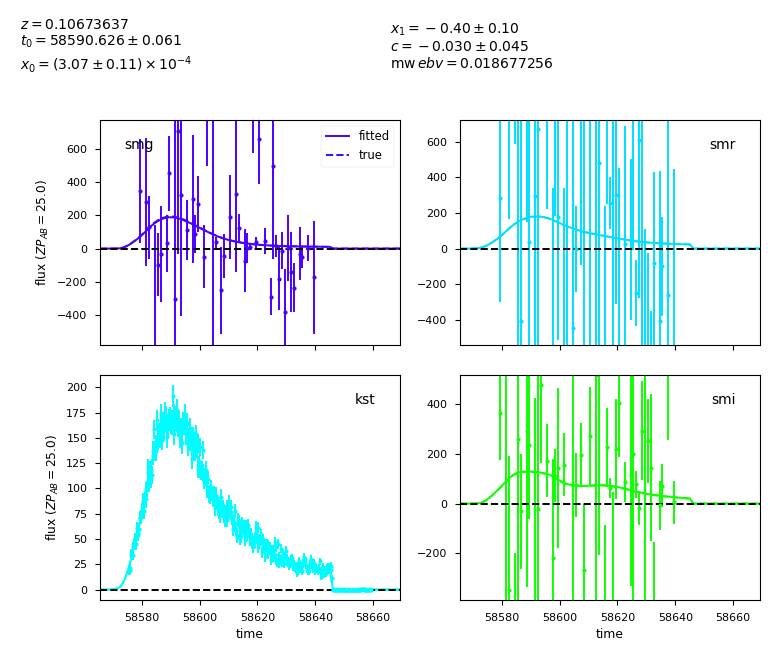 z = 0.10673637
t₀ = 58590.626 ± 0.061
x₀ = (3.07 ± 0.11) × 10⁻⁴
x₁ = −0.40 ± 0.10
c = −0.030 ± 0.045
mw ebv = 0.018677256
smg
fitted
true
600
400
200
0
−200
−400
flux (ZP_AB = 25.0)
smr
600
400
200
0
−200
−400
kst
200
175
150
125
100
75
50
25
0
flux (ZP_AB = 25.0)
58580 58600 58620 58640 58660
time
smi
400
200
0
−200
58580 58600 58620 58640 58660
time